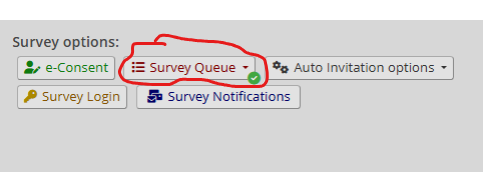 Survey options:
e-Consent Survey Queue Auto Invitation options
Survey Login Survey Notifications